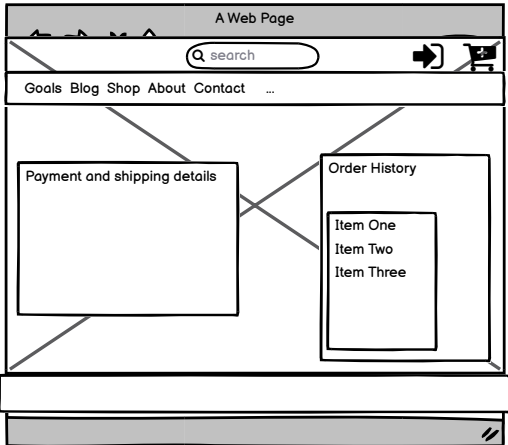 A Web Page
search
Goals Blog Shop About Contact ...
Payment and shipping details
Order History
Item One
Item Two
Item Three